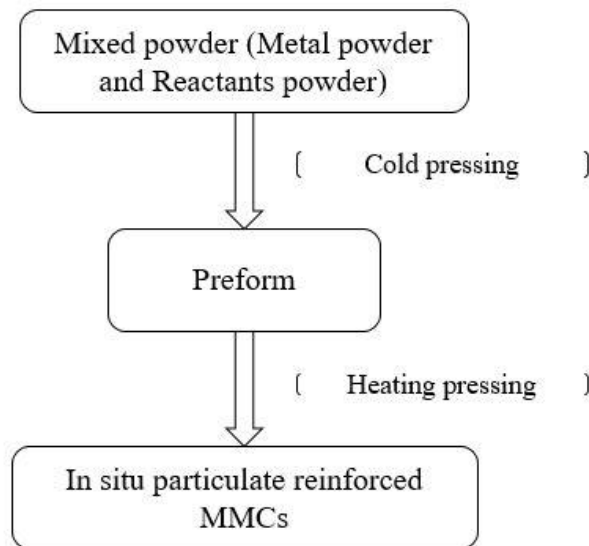 Mixed powder (Metal powder
and Reactants powder)
( Cold pressing )
Preform
( Heating pressing )
In situ particulate reinforced
MMCs